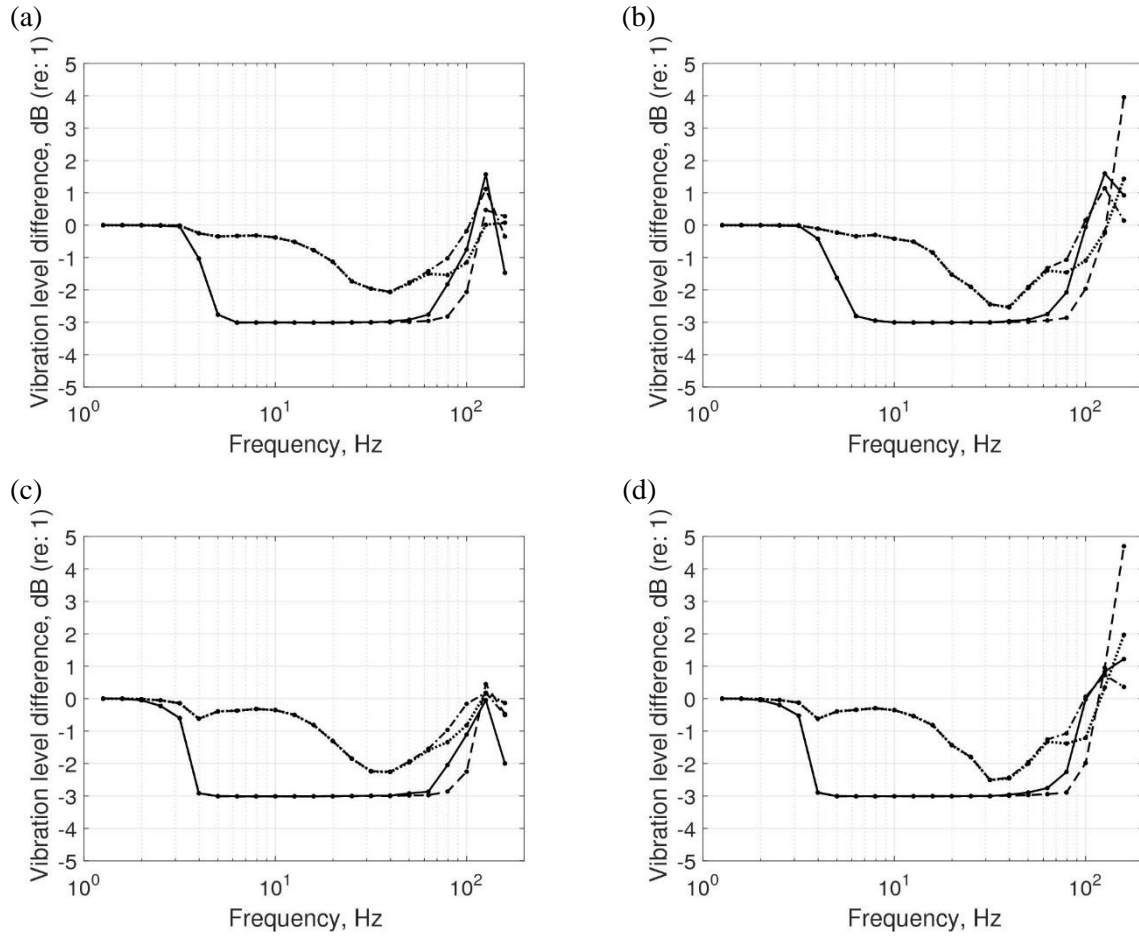 (a)
Vibration level difference, dB (re: 1)
5
4
3
2
1
0
-1
-2
-3
-4
-5
10^0 10^1 10^2
Frequency, Hz
(b)
Vibration level difference, dB (re: 1)
5
4
3
2
1
0
-1
-2
-3
-4
-5
10^0 10^1 10^2
Frequency, Hz
(c)
Vibration level difference, dB (re: 1)
5
4
3
2
1
0
-1
-2
-3
-4
-5
10^0 10^1 10^2
Frequency, Hz
(d)
Vibration level difference, dB (re: 1)
5
4
3
2
1
0
-1
-2
-3
-4
-5
10^0 10^1 10^2
Frequency, Hz